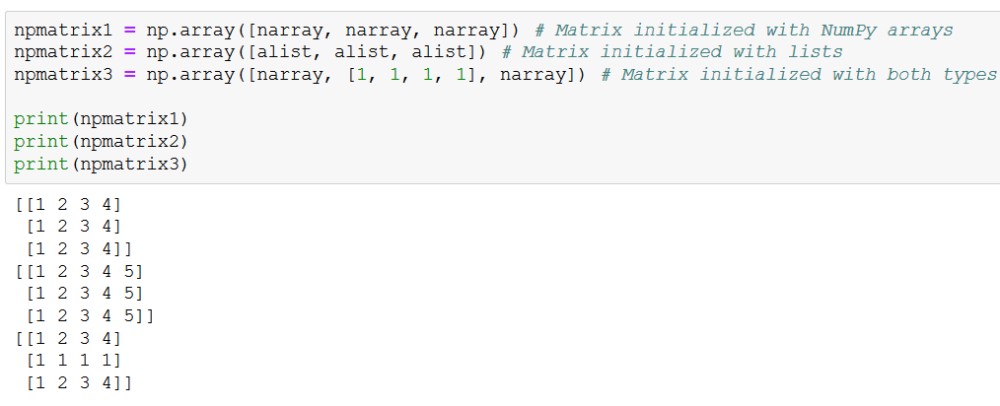 npmatrix1 = np.array([narray, narray, narray]) # Matrix initialized with NumPy arrays
npmatrix2 = np.array([alist, alist, alist]) # Matrix initialized with lists
npmatrix3 = np.array([narray, [1, 1, 1, 1], narray]) # Matrix initialized with both types

print(npmatrix1)
print(npmatrix2)
print(npmatrix3)

[[1 2 3 4]
 [1 2 3 4]
 [1 2 3 4]]
[[1 2 3 4 5]
 [1 2 3 4 5]
 [1 2 3 4 5]]
[[1 2 3 4]
 [1 1 1 1]
 [1 2 3 4]]